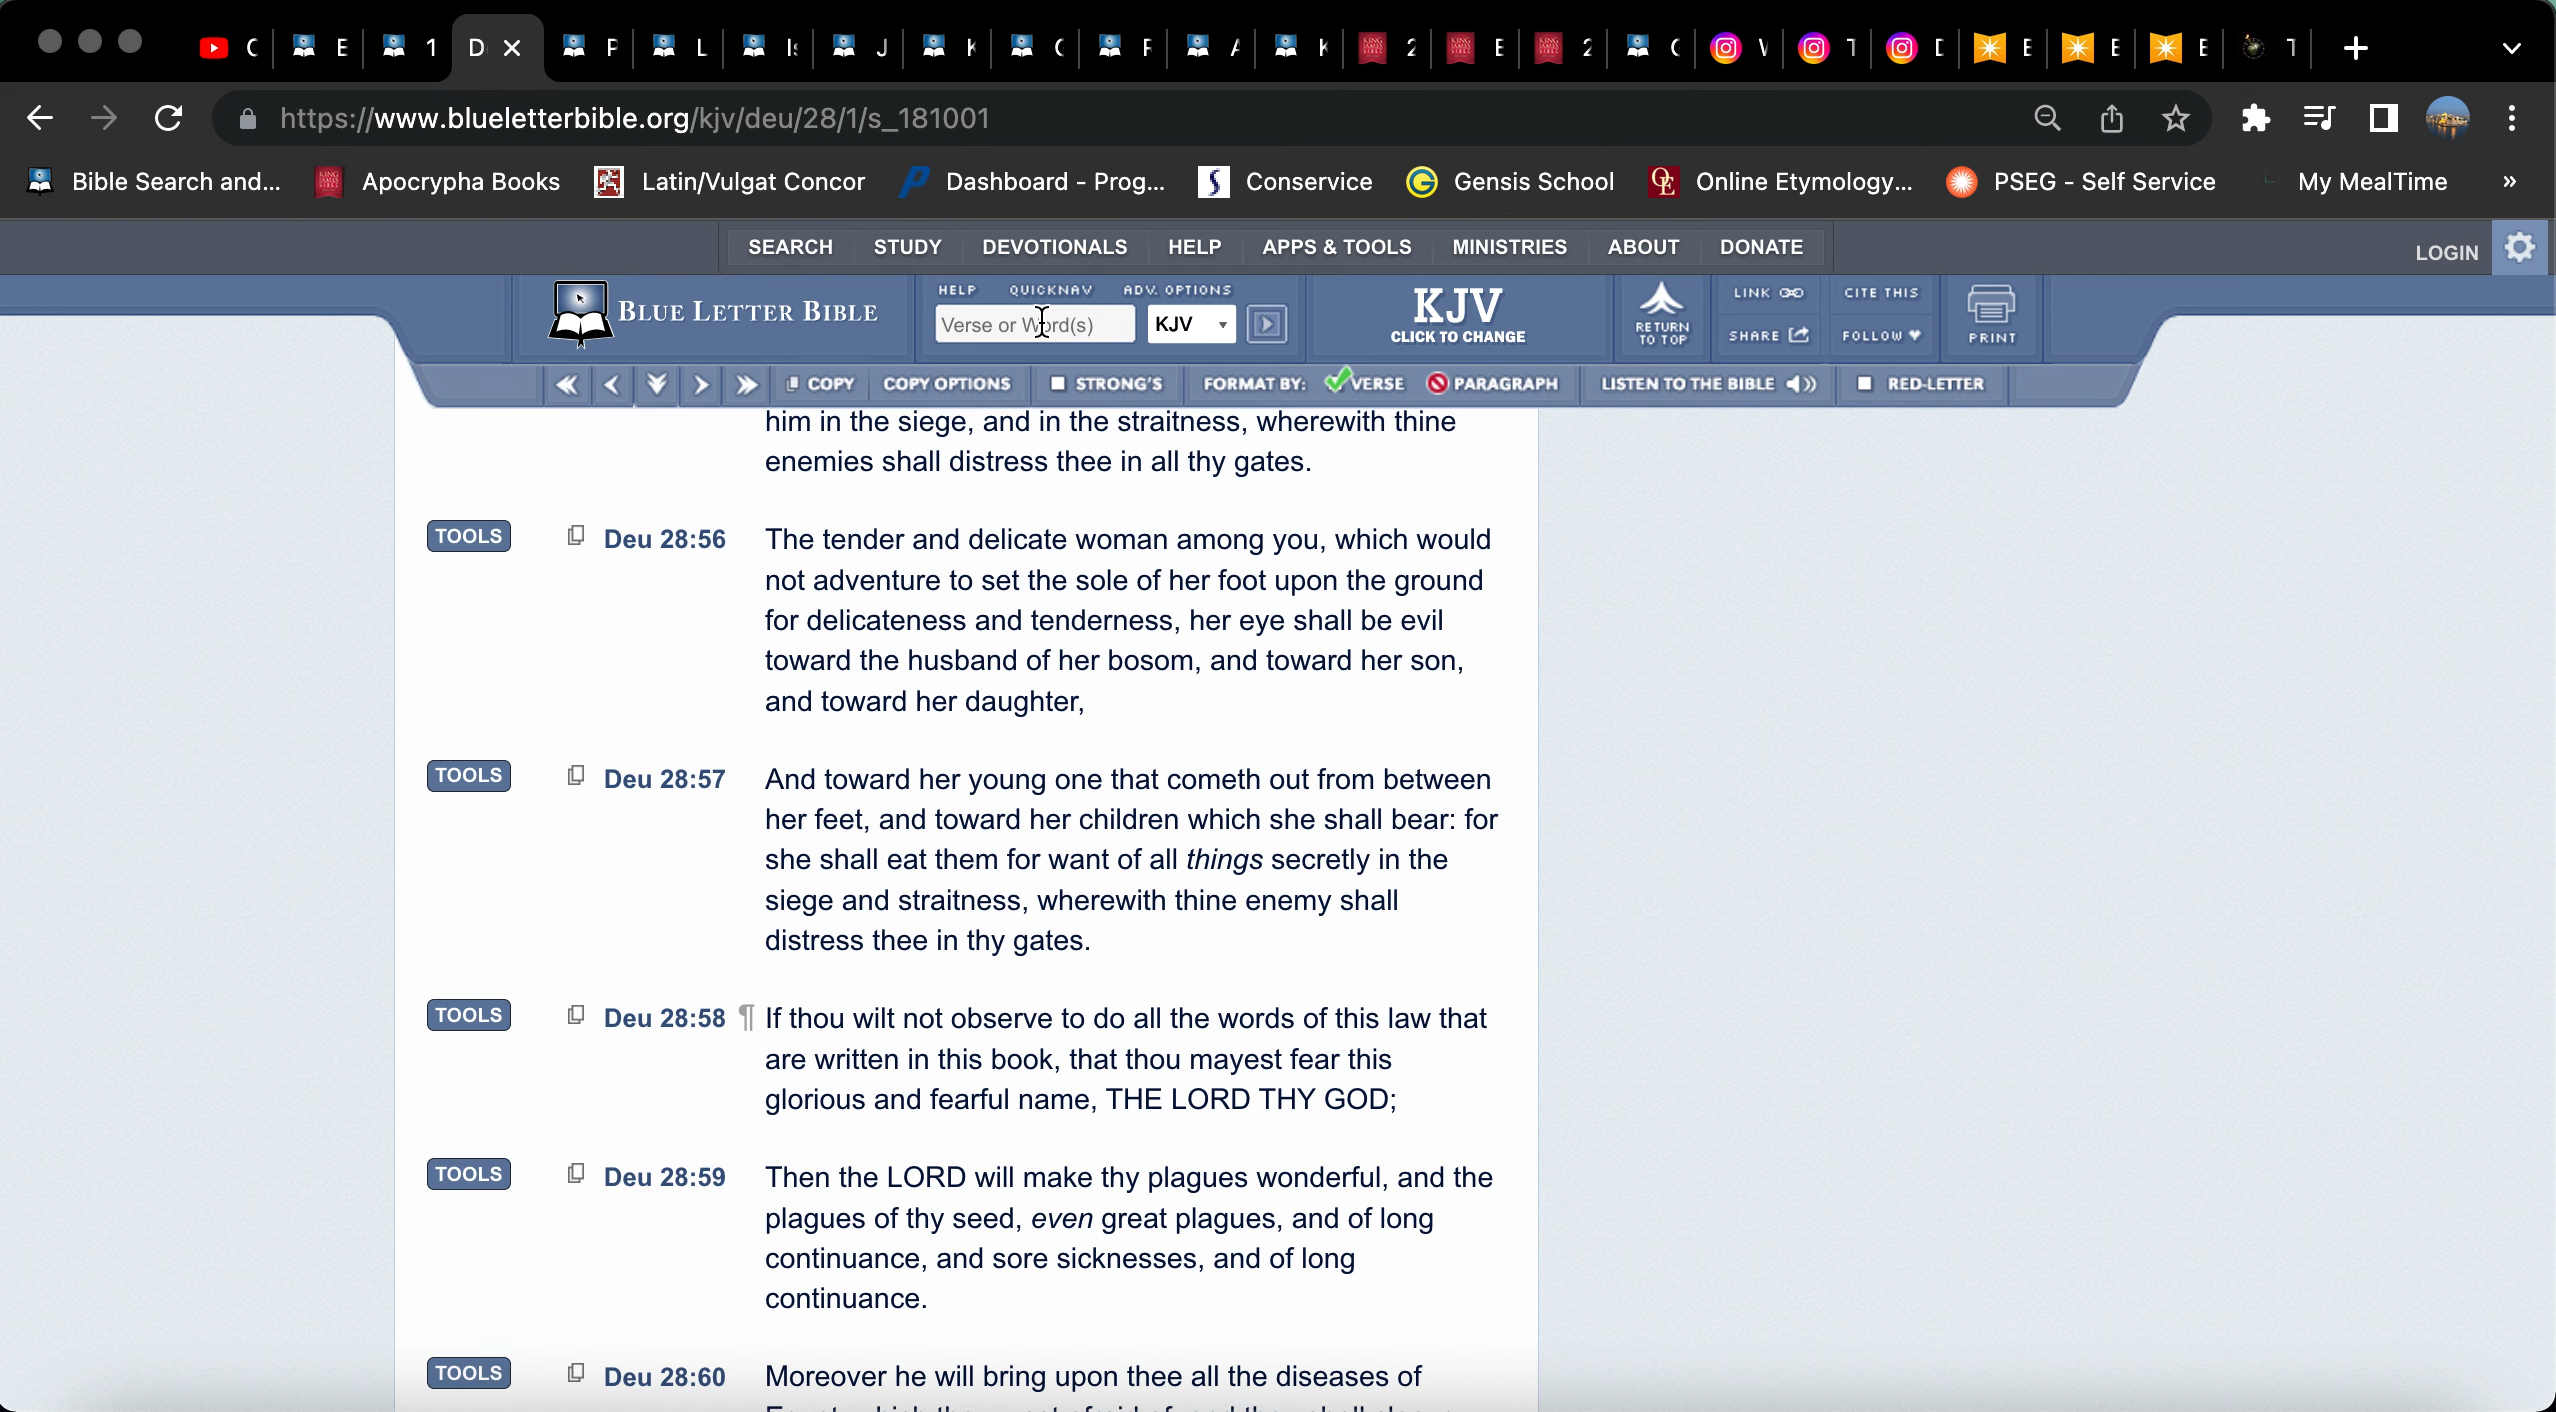 C E 1 D P L I J K C F A K 2 E 2 C V T D E E E T
https://www.blueletterbible.org/kjv/deu/28/1/s_181001
Bible Search and... Apocrypha Books Latin/Vulgat Concor Dashboard - Prog... Conservice Gensis School Online Etymology... PSEG - Self Service My MealTime »
SEARCH STUDY DEVOTIONALS HELP APPS & TOOLS MINISTRIES ABOUT DONATE LOGIN
HELP QUICKNAV ADV. OPTIONS
BLUE LETTER BIBLE
Verse or Word(s) KJV
KJV
CLICK TO CHANGE
RETURN
TO TOP
LINK CITE THIS
SHARE FOLLOW
PRINT
COPY COPY OPTIONS STRONG'S FORMAT BY: VERSE PARAGRAPH LISTEN TO THE BIBLE RED-LETTER
him in the siege, and in the straitness, wherewith thine
enemies shall distress thee in all thy gates.
TOOLS Deu 28:56 The tender and delicate woman among you, which would
not adventure to set the sole of her foot upon the ground
for delicateness and tenderness, her eye shall be evil
toward the husband of her bosom, and toward her son,
and toward her daughter,
TOOLS Deu 28:57 And toward her young one that cometh out from between
her feet, and toward her children which she shall bear: for
she shall eat them for want of all things secretly in the
siege and straitness, wherewith thine enemy shall
distress thee in thy gates.
TOOLS Deu 28:58 ¶ If thou wilt not observe to do all the words of this law that
are written in this book, that thou mayest fear this
glorious and fearful name, THE LORD THY GOD;
TOOLS Deu 28:59 Then the LORD will make thy plagues wonderful, and the
plagues of thy seed, even great plagues, and of long
continuance, and sore sicknesses, and of long
continuance.
TOOLS Deu 28:60 Moreover he will bring upon thee all the diseases of